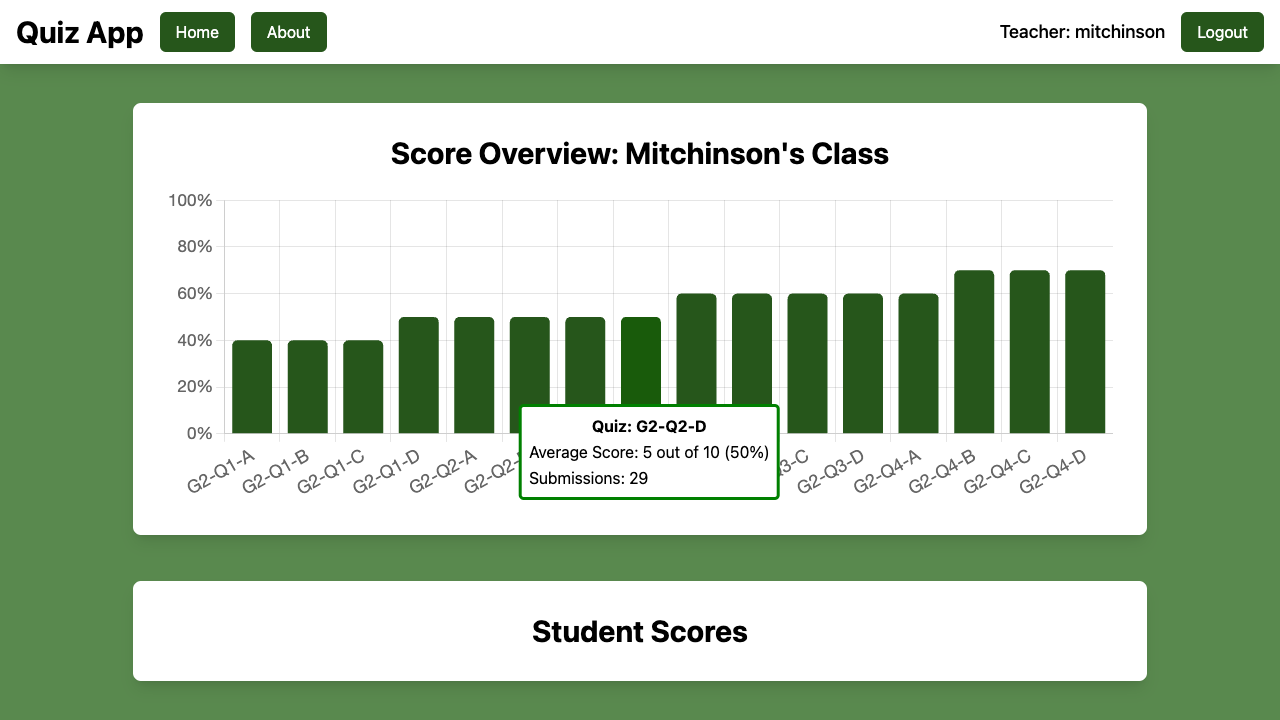 Quiz App
Home
About
Teacher: mitchinson
Logout
Score Overview: Mitchinson's Class
100%
80%
60%
40%
20%
0%
G2-Q1-A
G2-Q1-B
G2-Q1-C
G2-Q1-D
G2-Q2-A
G2-Q2-
Quiz: G2-Q2-D
Average Score: 5 out of 10 (50%)
Submissions: 29
3-C
G2-Q3-D
G2-Q4-A
G2-Q4-B
G2-Q4-C
G2-Q4-D
Student Scores